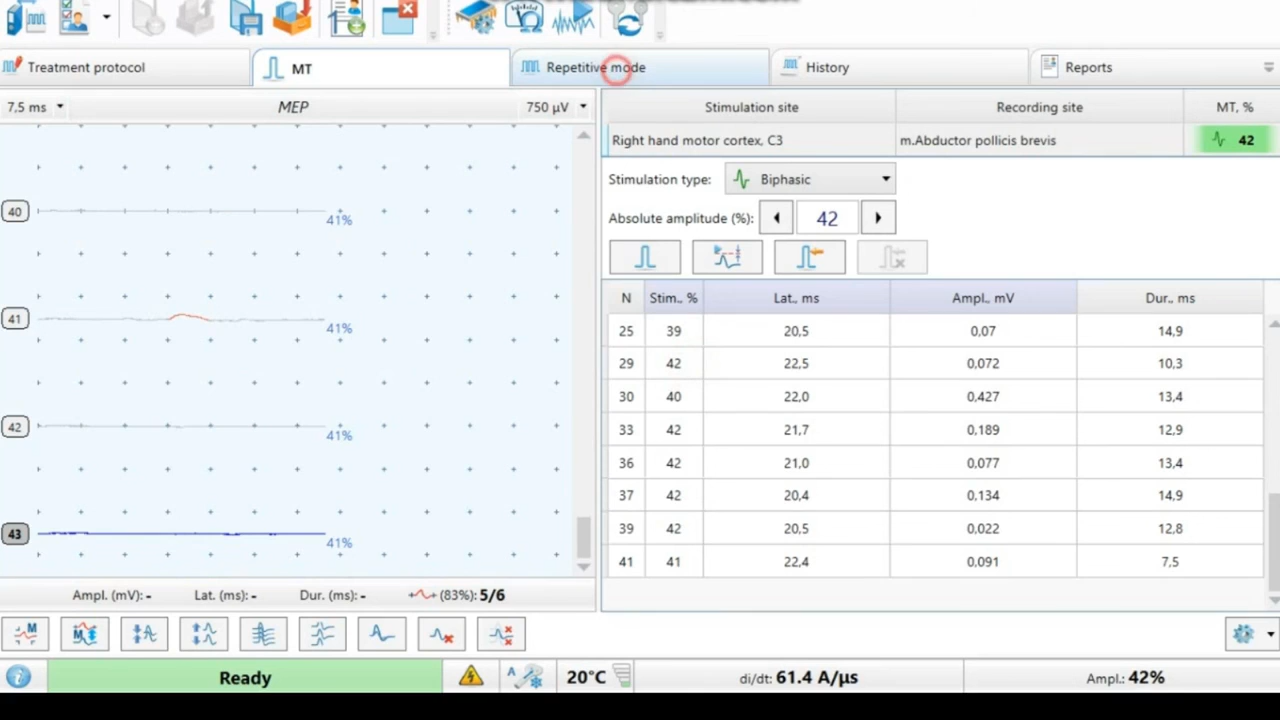 Treatment protocol MT Repetitive mode History Reports
7.5 ms MEP 750 µV
Stimulation site Recording site MT, %
Right hand motor cortex, C3 m.Abductor pollicis brevis 42
Stimulation type: Biphasic
Absolute amplitude (%): 42
40 41%
41 41%
42 41%
43 41%
N Stim., % Lat., ms Ampl., mV Dur., ms
25 39 20,5 0,07 14,9
29 42 22,5 0,072 10,3
30 40 22,0 0,427 13,4
33 42 21,7 0,189 12,9
36 42 21,0 0,077 13,4
37 42 20,4 0,134 14,9
39 42 20,5 0,022 12,8
41 41 22,4 0,091 7,5
Ampl. (mV): - Lat. (ms): - Dur. (ms): - (83%): 5/6
Ready 20°C di/dt: 61.4 A/µs Ampl.: 42%